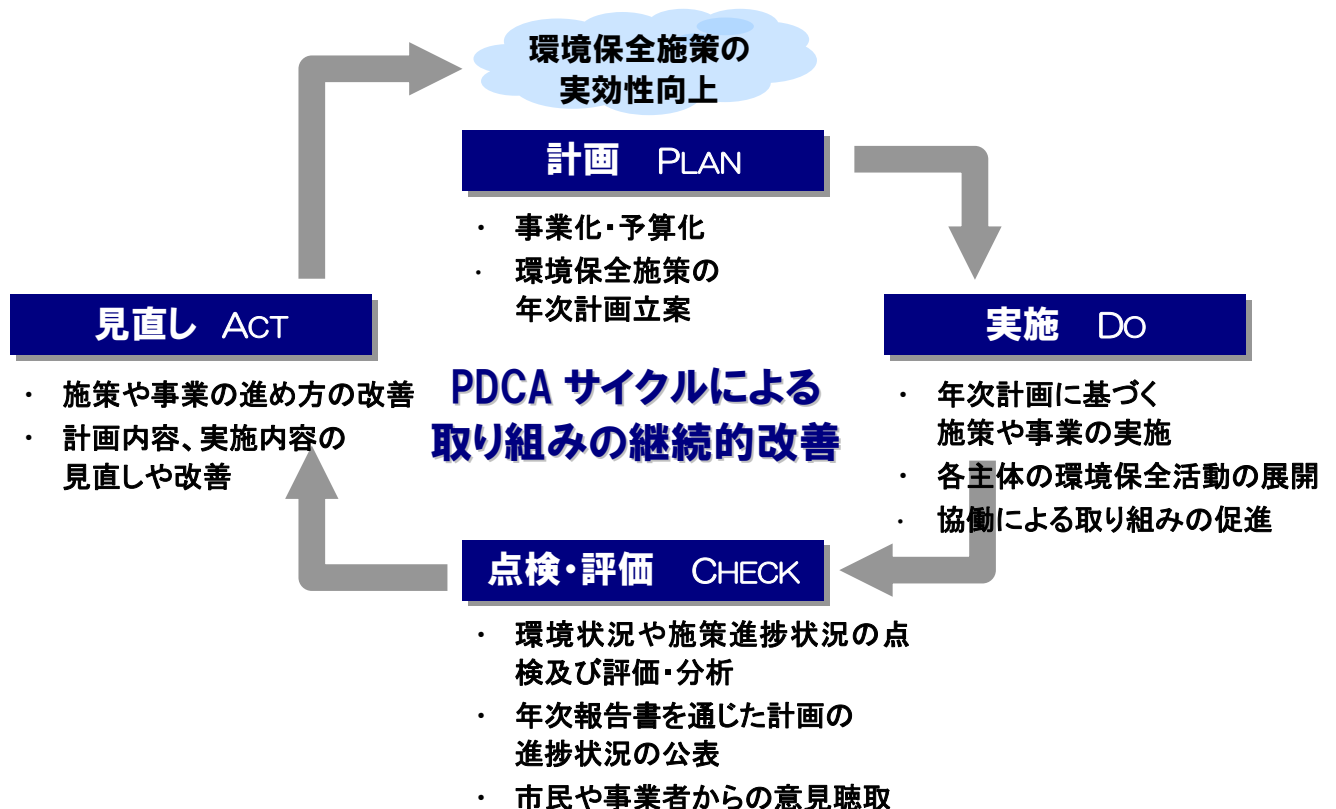 環境保全施策の
実効性向上
計画 PLAN
・ 事業化・予算化
・ 環境保全施策の
年次計画立案
見直し ACT
・ 施策や事業の進め方の改善
・ 計画内容、実施内容の
見直しや改善
PDCA サイクルによる
取り組みの継続的改善
実施 DO
・ 年次計画に基づく
施策や事業の実施
・ 各主体の環境保全活動の展開
・ 協働による取り組みの促進
点検・評価 CHECK
・ 環境状況や施策進捗状況の点
検及び評価・分析
・ 年次報告書を通じた計画の
進捗状況の公表
・ 市民や事業者からの意見聴取